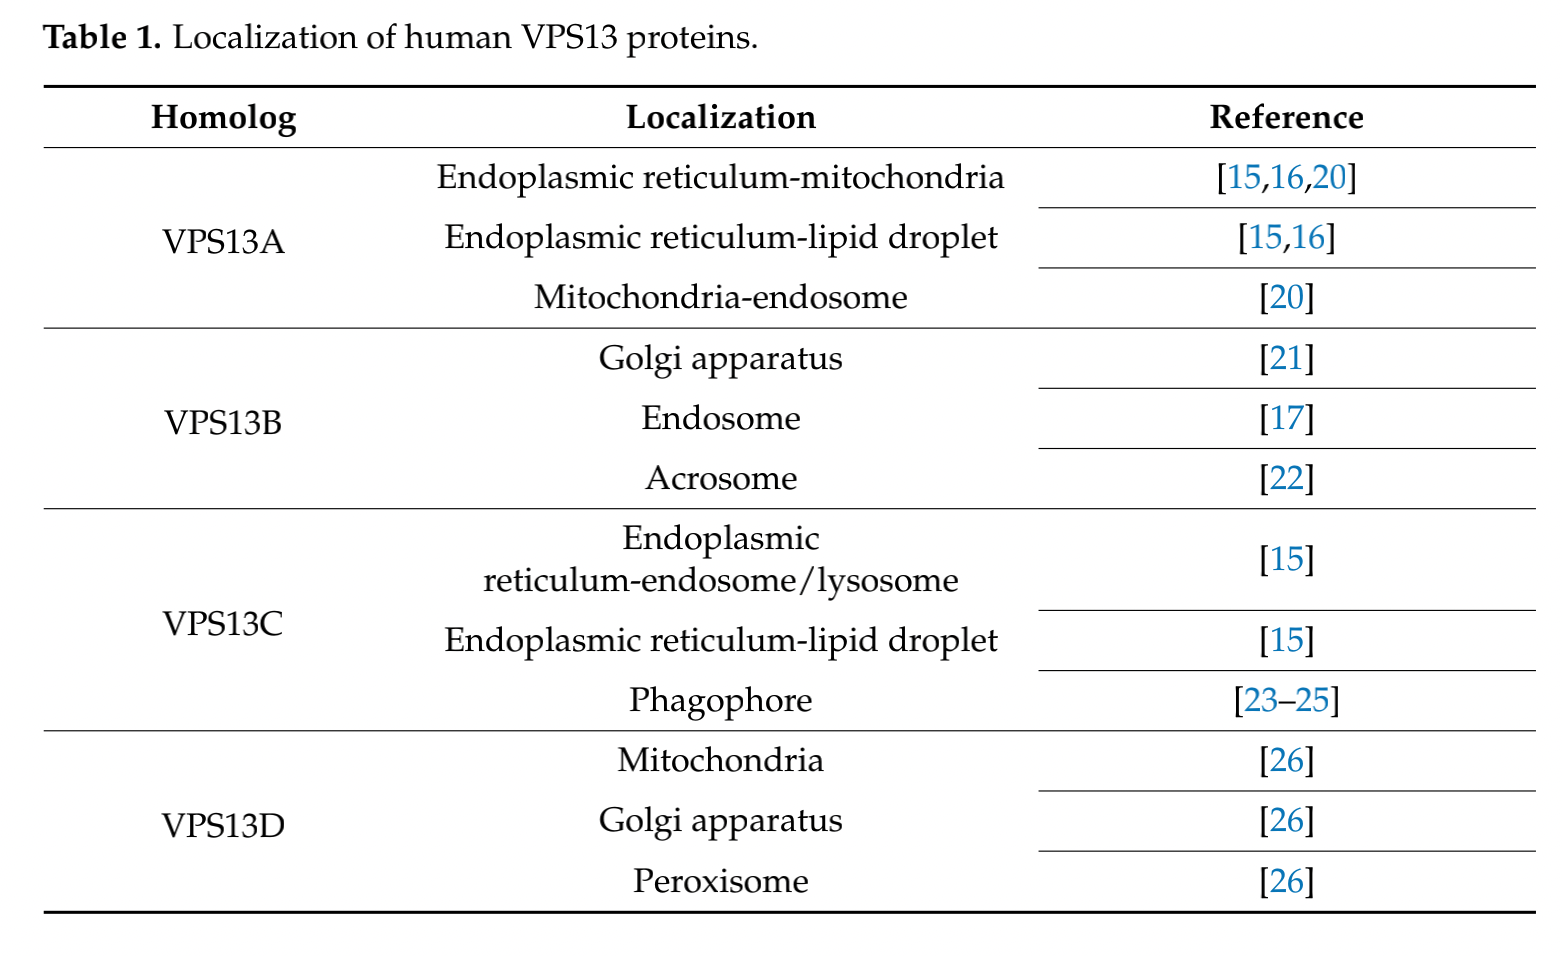 Table 1. Localization of human VPS13 proteins.
Homolog Localization Reference
VPS13A
Endoplasmic reticulum-mitochondria [15,16,20]
Endoplasmic reticulum-lipid droplet [15,16]
Mitochondria-endosome [20]
VPS13B
Golgi apparatus [21]
Endosome [17]
Acrosome [22]
VPS13C
Endoplasmic
reticulum-endosome/lysosome [15]
Endoplasmic reticulum-lipid droplet [15]
Phagophore [23–25]
VPS13D
Mitochondria [26]
Golgi apparatus [26]
Peroxisome [26]